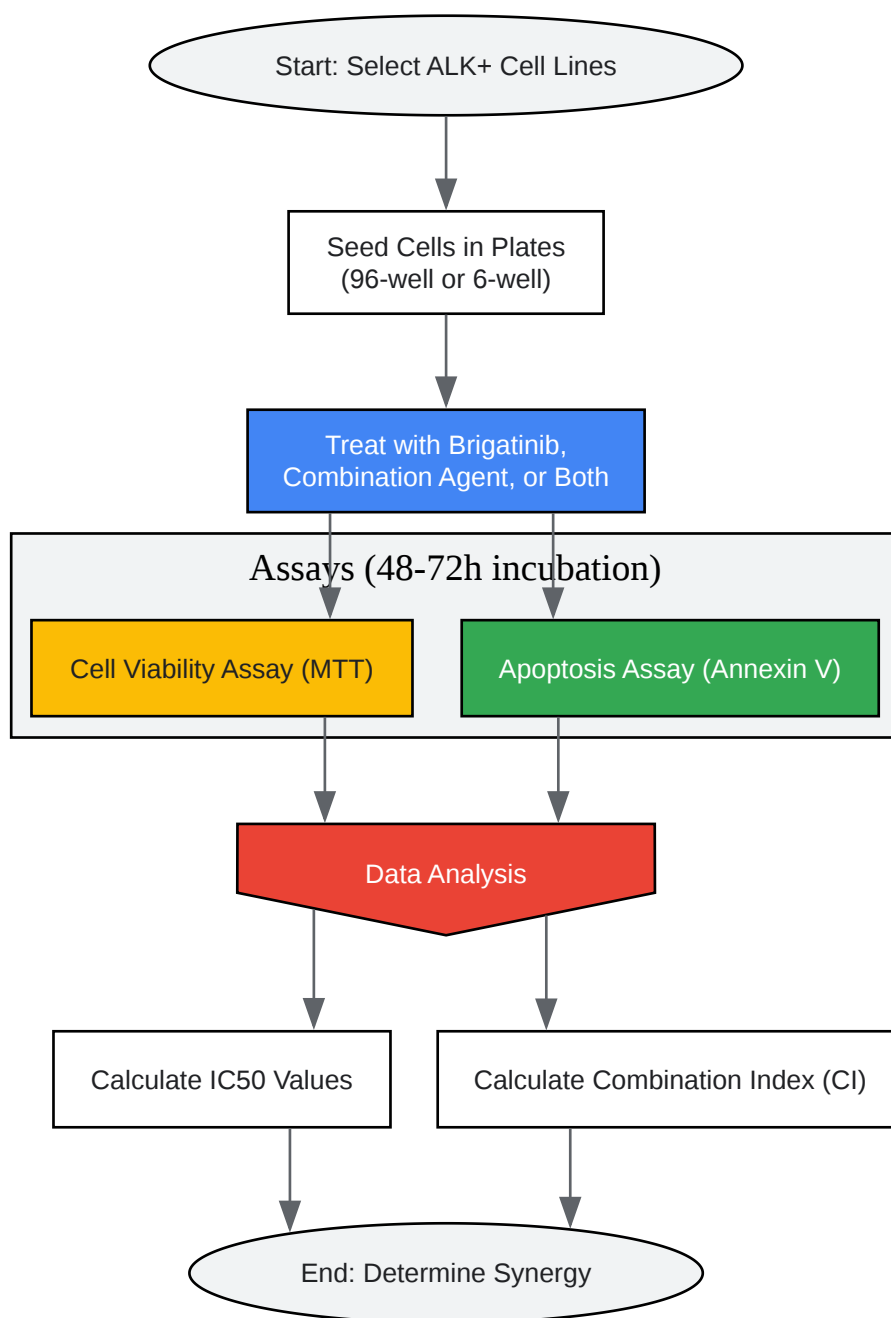 Start: Select ALK+ Cell Lines
Seed Cells in Plates
(96-well or 6-well)
Treat with Brigatinib,
Combination Agent, or Both
Assays (48-72h incubation)
Cell Viability Assay (MTT)
Apoptosis Assay (Annexin V)
Data Analysis
Calculate IC50 Values
Calculate Combination Index (CI)
End: Determine Synergy